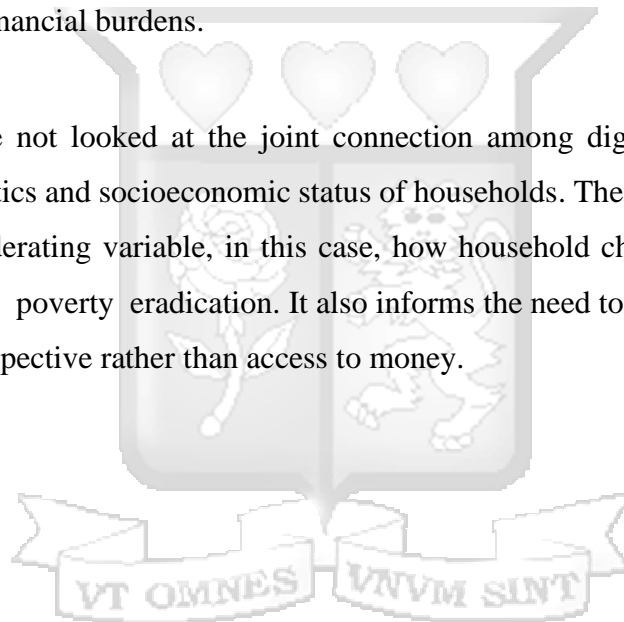 nancial burdens.
not looked at the joint connection among dig
tics and socioeconomic status of households. The
derating variable, in this case, how household ch
poverty eradication. It also informs the need to
spective rather than access to money.
VT OMNES VNVM SINT